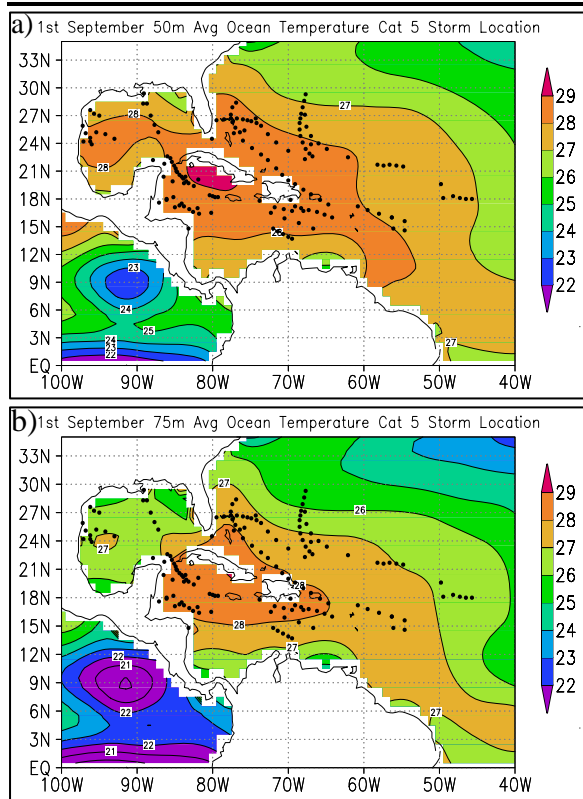 a) 1st September 50m Avg Ocean Temperature Cat 5 Storm Location
33N
30N
27N
24N
21N
18N
15N
12N
9N
6N
3N
EQ
100W 90W 80W 70W 60W 50W 40W
27
28
28
28
23
24
25
24
23
22
27
29
28
27
26
25
24
23
22
b) 1st September 75m Avg Ocean Temperature Cat 5 Storm Location
33N
30N
27N
24N
21N
18N
15N
12N
9N
6N
3N
EQ
100W 90W 80W 70W 60W 50W 40W
27
26
27
28
28
27
22
21
22
22
21
27
29
28
27
26
25
24
23
22